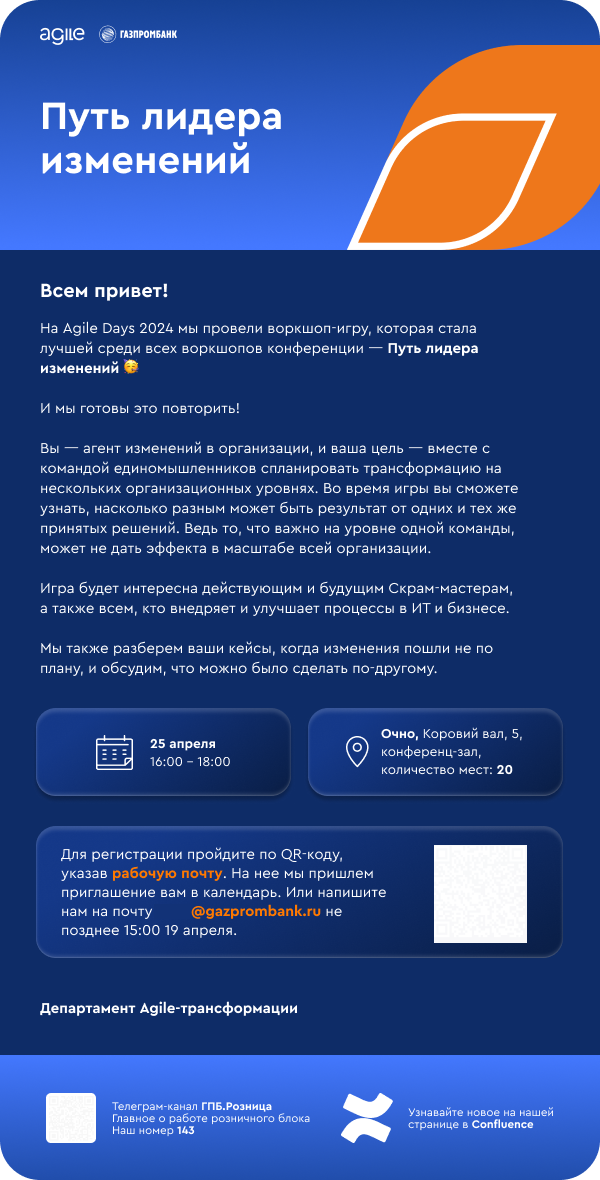 agile ГАЗПРОМБАНК
Путь лидера
изменений
Всем привет!
На Agile Days 2024 мы провели воркшоп-игру, которая стала
лучшей среди всех воркшопов конференции — Путь лидера
изменений 🥳
И мы готовы это повторить!
Вы — агент изменений в организации, и ваша цель — вместе с
командой единомышленников спланировать трансформацию на
нескольких организационных уровнях. Во время игры вы сможете
узнать, насколько разным может быть результат от одних и тех же
принятых решений. Ведь то, что важно на уровне одной команды,
может не дать эффекта в масштабе всей организации.
Игра будет интересна действующим и будущим Скрам-мастерам,
а также всем, кто внедряет и улучшает процессы в ИТ и бизнесе.
Мы также разберем ваши кейсы, когда изменения пошли не по
плану, и обсудим, что можно было сделать по-другому.
25 апреля
16:00 – 18:00
Очно, Коровий вал, 5,
конференц-зал,
количество мест: 20
Для регистрации пройдите по QR-коду,
указав рабочую почту. На нее мы пришлем
приглашение вам в календарь. Или напишите
нам на почту @gazprombank.ru не
позднее 15:00 19 апреля.
Департамент Agile-трансформации
Телеграм-канал ГПБ.Розница
Главное о работе розничного блока
Наш номер 143
Узнавайте новое на нашей
странице в Confluence